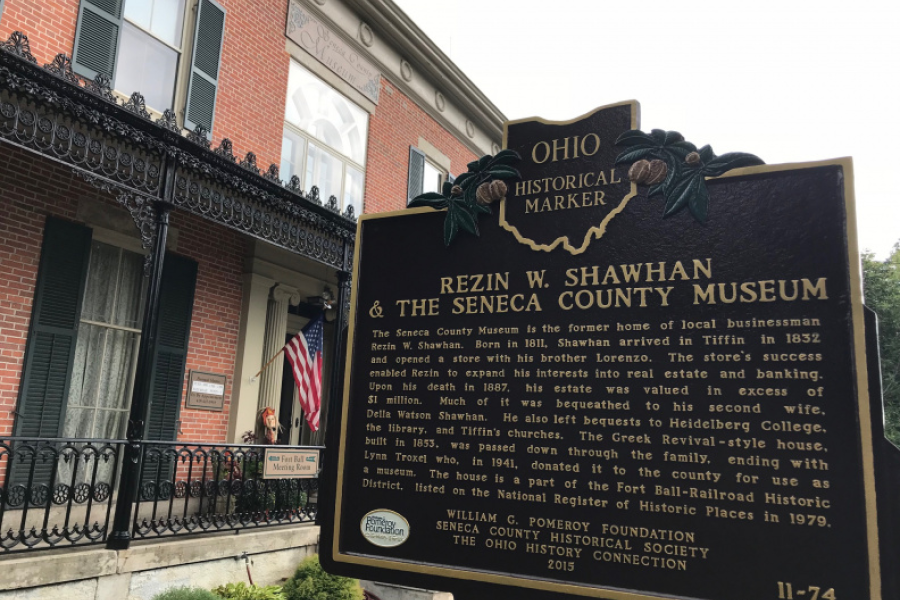 Seneca County
Museum
OHIO
HISTORICAL
MARKER
REZIN W. SHAWHAN
& THE SENECA COUNTY MUSEUM
The Seneca County Museum is the former home of local businessman
Rezin W. Shawhan. Born in 1811, Shawhan arrived in Tiffin in 1832
and opened a store with his brother Lorenzo. The store's success
enabled Rezin to expand his interests into real estate and banking.
Upon his death in 1887, his estate was valued in excess of
$1 million. Much of it was bequeathed to his second wife,
Della Watson Shawhan. He also left bequests to Heidelberg College,
the library, and Tiffin's churches. The Greek Revival-style house,
built in 1853, was passed down through the family, ending with
Lynn Troxel who, in 1941, donated it to the county for use as
a museum. The house is a part of the Fort Ball-Railroad Historic
District, listed on the National Register of Historic Places in 1979.
WILLIAM G. POMEROY FOUNDATION
SENECA COUNTY HISTORICAL SOCIETY
THE OHIO HISTORY CONNECTION
2015
11-74
Pomeroy
Foundation
Fort Ball
Meeting Room